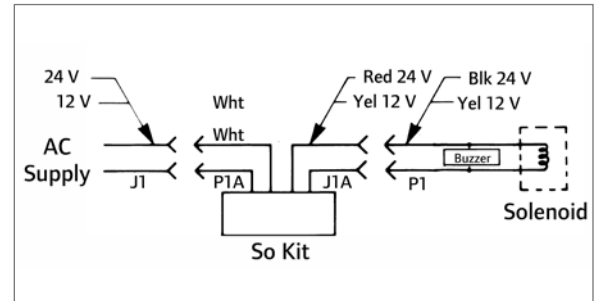 24 V
12 V
Wht
Wht
Red 24 V
Yel 12 V
Blk 24 V
Yel 12 V
AC
Supply
J1
P1A
J1A
P1
Buzzer
Solenoid
So Kit